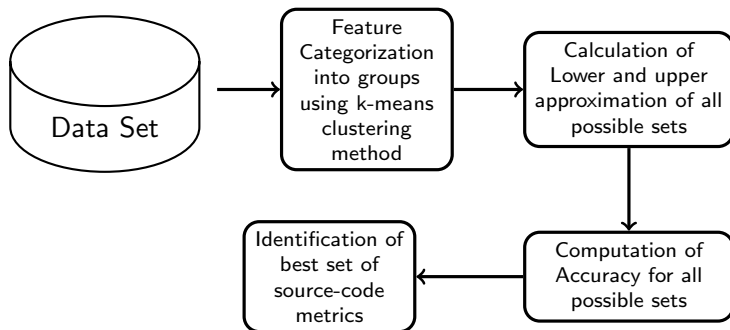 Data Set
Feature
Categorization
into groups
using k-means
clustering
method
Calculation of
Lower and upper
approximation of all
possible sets
Computation of
Accuracy for all
possible sets
Identification of
best set of
source-code
metrics